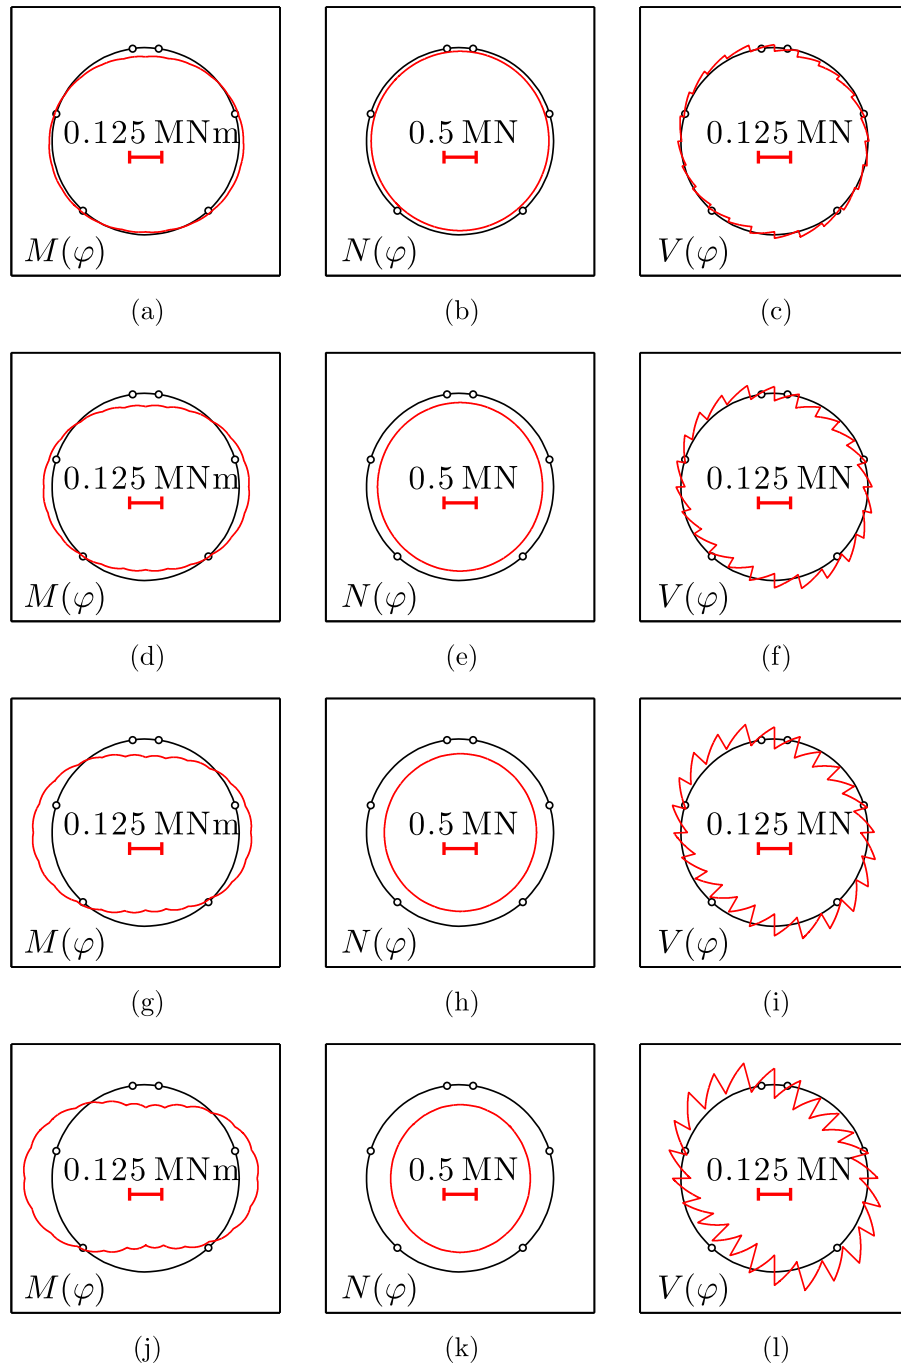 0.125 MNm 0.5 MN 0.125 MN
M(φ) N(φ) V(φ)
(a) (b) (c)
0.125 MNm 0.5 MN 0.125 MN
M(φ) N(φ) V(φ)
(d) (e) (f)
0.125 MNm 0.5 MN 0.125 MN
M(φ) N(φ) V(φ)
(g) (h) (i)
0.125 MNm 0.5 MN 0.125 MN
M(φ) N(φ) V(φ)
(j) (k) (l)